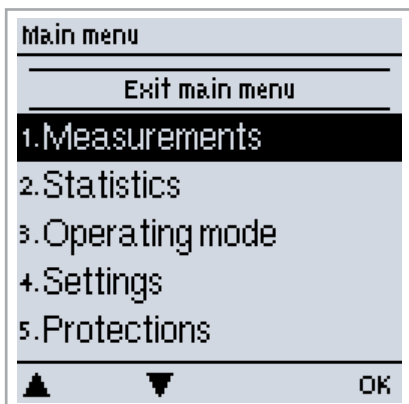 Main menu
Exit main menu
1.Measurements
2.Statistics
3.Operating mode
4.Settings
5.Protections
OK